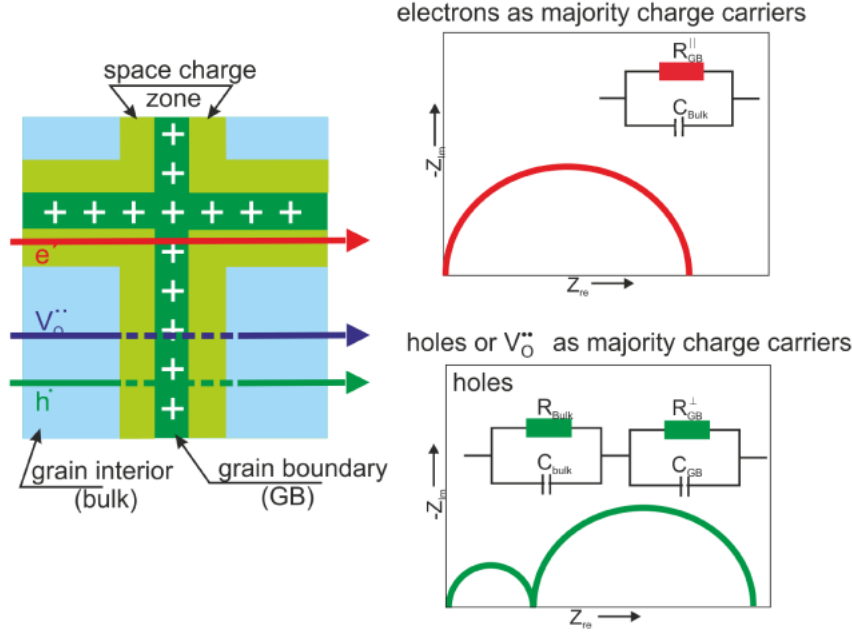 electrons as majority charge carriers
space charge
zone
+ + + + + + + + + + + + + +
e´
V_O^••
h^•
grain interior
(bulk)
grain boundary
(GB)
R_GB^||
C_Bulk
-Z_im
Z_re
holes or V_O^•• as majority charge carriers
holes
R_Bulk R_GB^⊥
C_bulk C_GB
-Z_im
Z_re